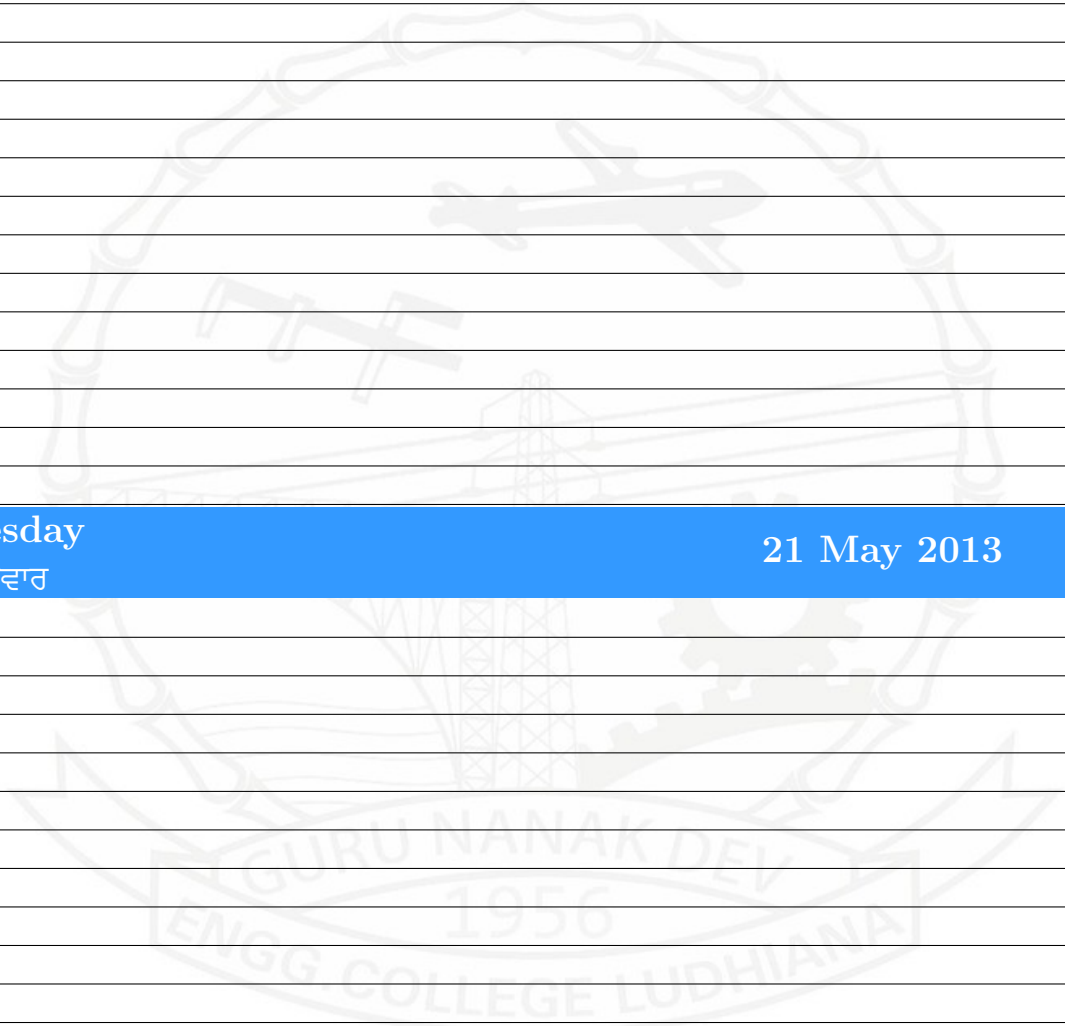 esday
ਵਾਰ
21 May 2013
GURU NANAK DEV
1956
ENGG. COLLEGE LUDHIANA